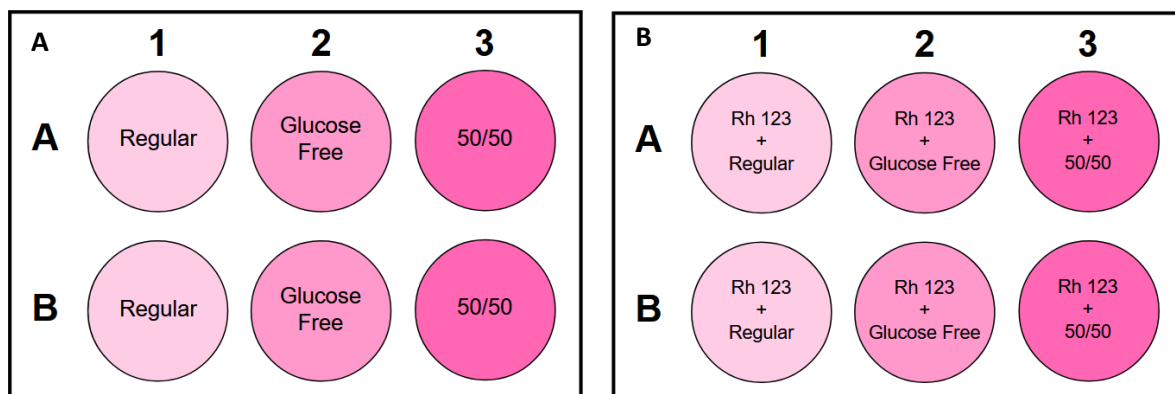 A
1 2 3
A
Regular
Glucose
Free
50/50
B
Regular
Glucose
Free
50/50
B
1 2 3
A
Rh 123
+
Regular
Rh 123
+
Glucose Free
Rh 123
+
50/50
B
Rh 123
+
Regular
Rh 123
+
Glucose Free
Rh 123
+
50/50